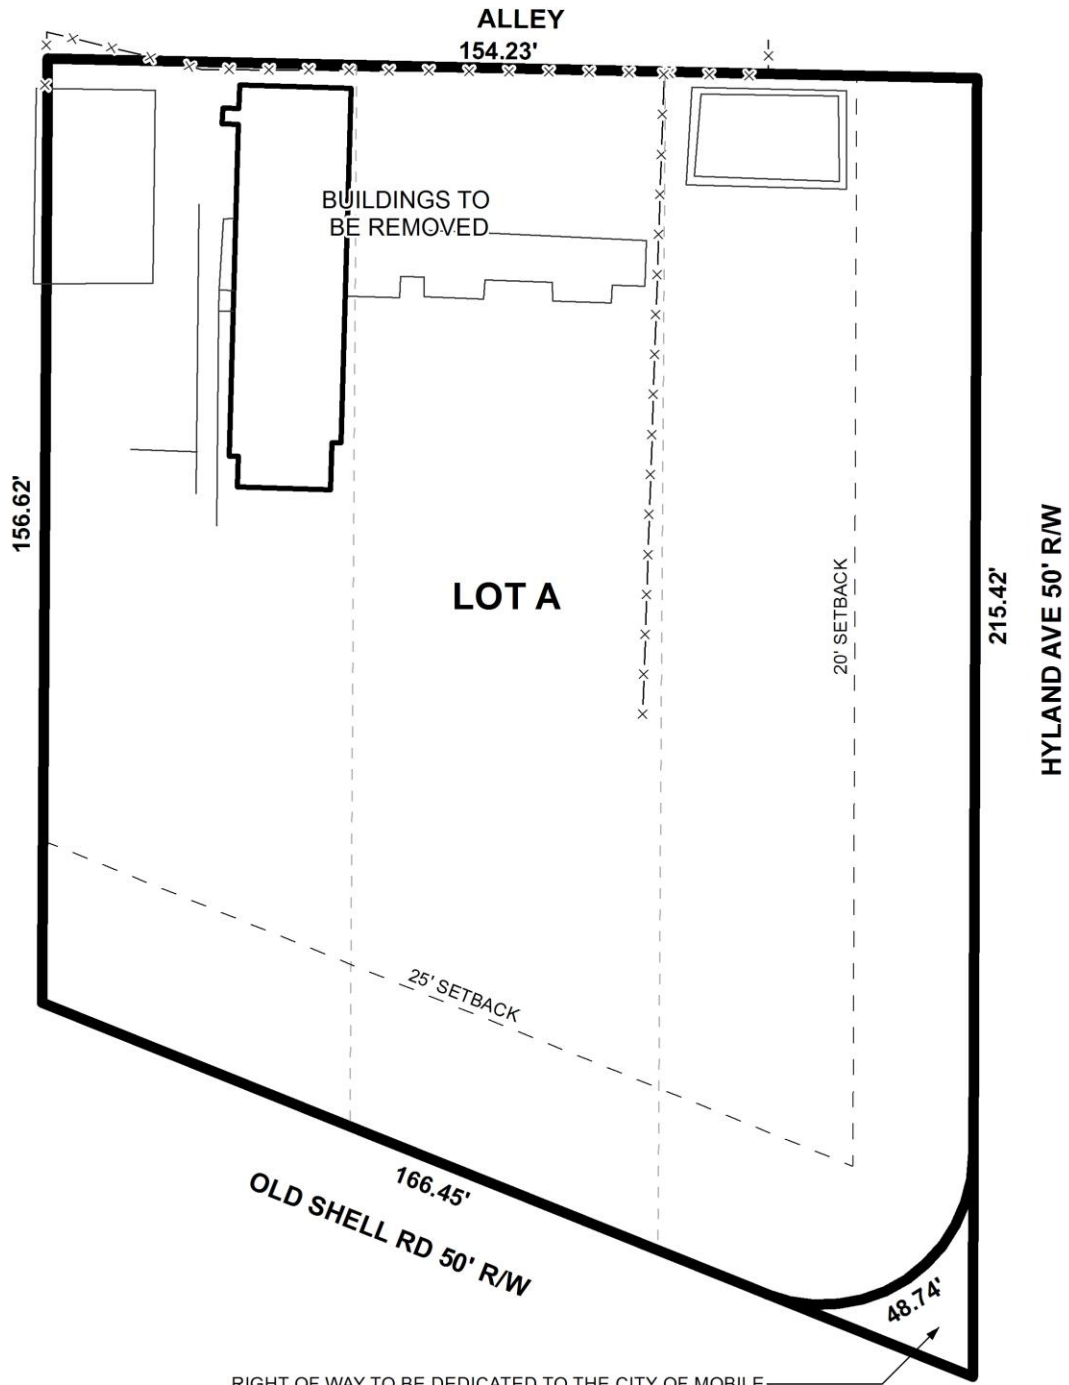 ALLEY
154.23'
BUILDINGS TO
BE REMOVED
156.62'
LOT A
20' SETBACK
215.42'
HYLAND AVE 50' R/W
25' SETBACK
166.45'
OLD SHELL RD 50' R/W
48.74'
RIGHT OF WAY TO BE DEDICATED TO THE CITY OF MOBILE